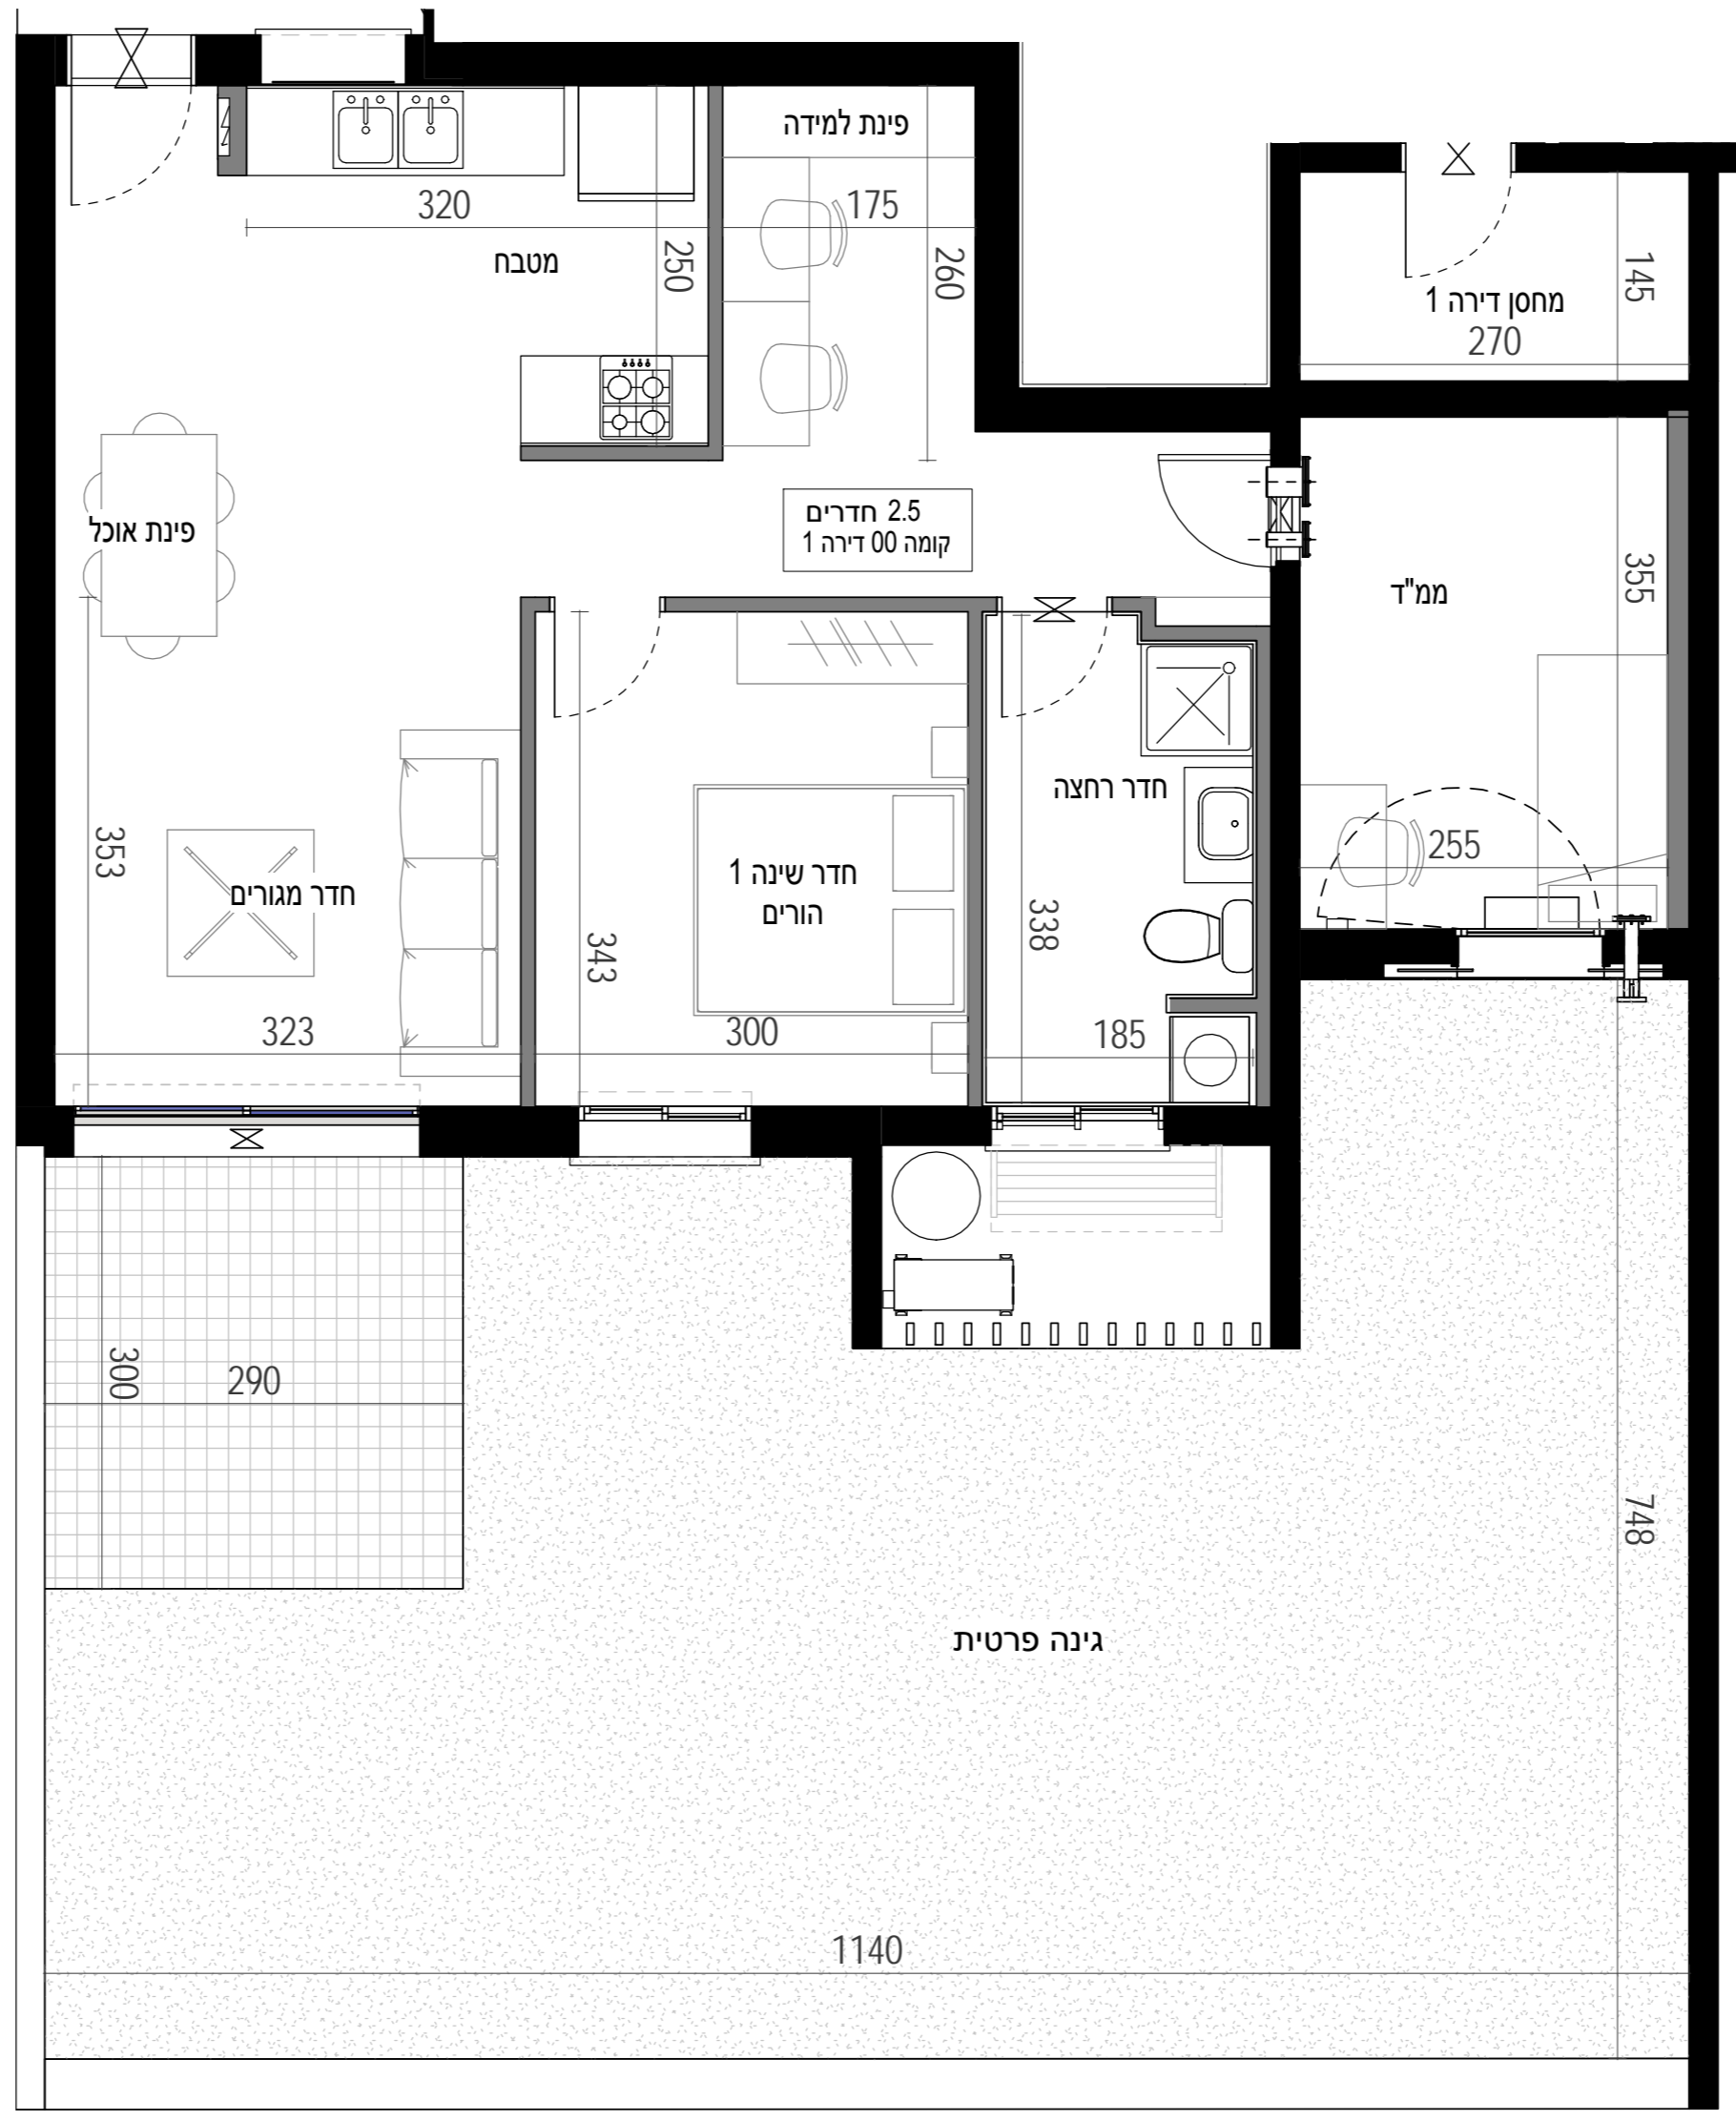 פינת למידה
320
175
מטבח
250
260
145
מחסן דירה 1
270
2.5 חדרים
קומה 00 דירה 1
פינת אוכל
355
ממ"ד
חדר רחצה
353
255
חדר שינה 1
הורים
חדר מגורים
338
343
323
300
185
300
290
748
גינה פרטית
1140